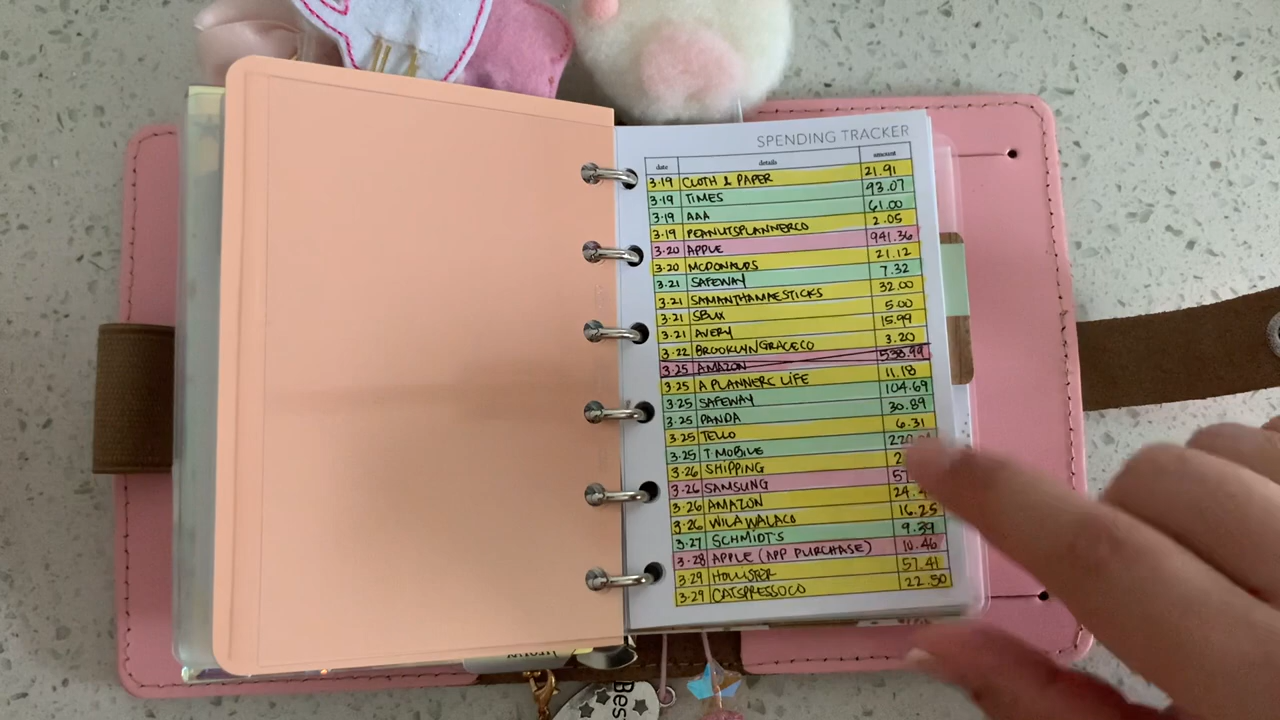 SPENDING TRACKER
date details amount
3.19 CLOTH & PAPER 21.91
3.19 TIMES 93.07
3.19 AAA 61.00
3.19 PEANUTSPLANNERCO 2.05
3.20 APPLE 941.36
3.20 MCDONALDS 21.12
3.21 SAFEWAY 7.32
3.21 SAMANTHAMAESTICKS 32.00
3.21 SBUX 5.00
3.21 AVERY 15.99
3.22 BROOKLYNGRACECO 3.20
3.25 AMAZON 538.99
3.25 A PLANNERS LIFE 11.18
3.25 SAFEWAY 104.69
3.25 PANDA 30.89
3.25 TELLO 6.31
3.25 T.MOBILE
3.26 SHIPPING
3.26 SAMSUNG
3.26 AMAZON
3.26 WILAWALACO 16.25
3.27 SCHMIDT'S 9.39
3.28 APPLE (APP PURCHASE) 10.46
3.29 HOLLISTER 57.41
3.29 CATSPRESSOCO 22.50
Bes